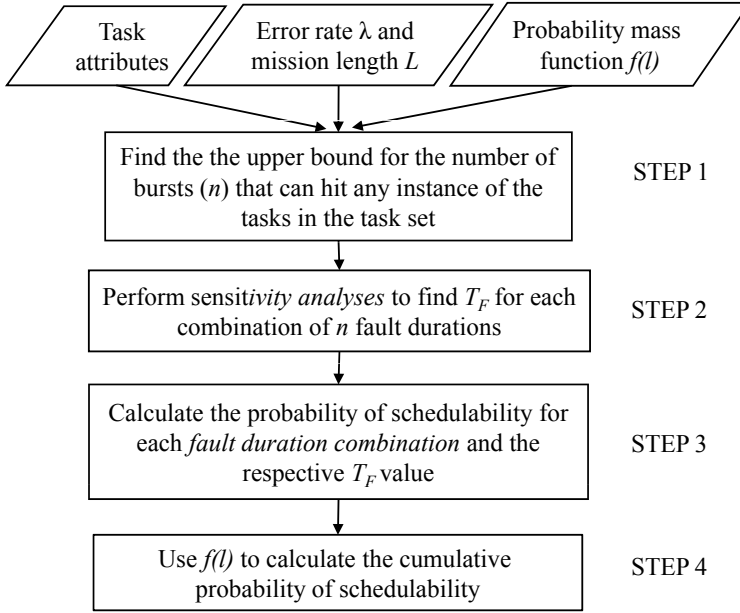 Task
attributes
Error rate λ and
mission length L
Probability mass
function f(l)
Find the the upper bound for the number of
bursts (n) that can hit any instance of the
tasks in the task set
STEP 1
Perform sensitivity analyses to find T_F for each
combination of n fault durations
STEP 2
Calculate the probability of schedulability for
each fault duration combination and the
respective T_F value
STEP 3
Use f(l) to calculate the cumulative
probability of schedulability
STEP 4